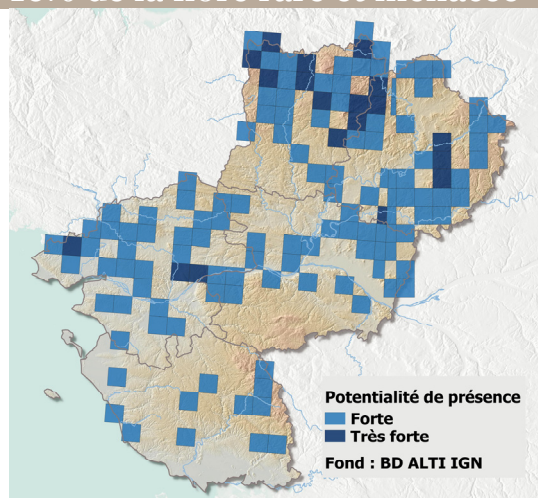 Potentialité de présence
Forte
Très forte
Fond : BD ALTI IGN